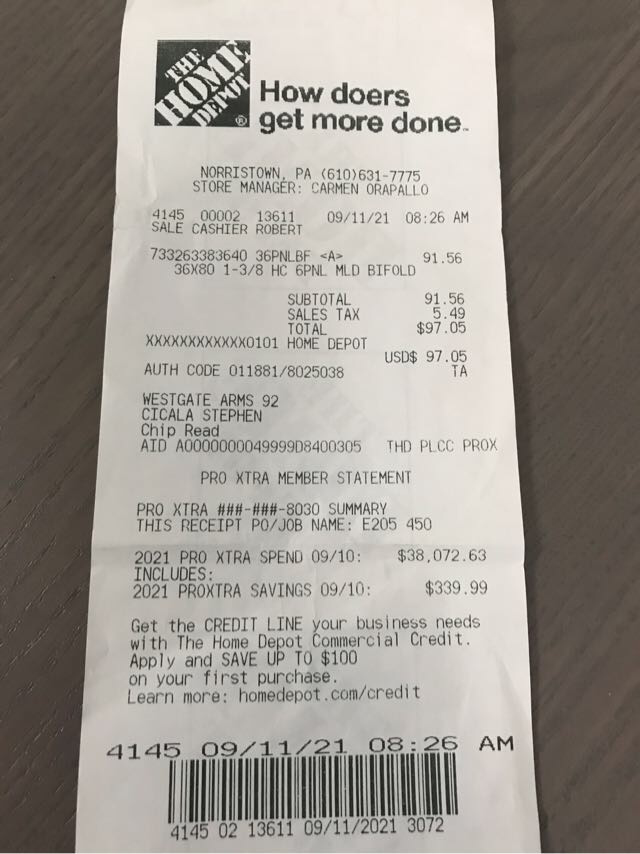 THE
HOME
DEPOT
®
How doers
get more done.™
NORRISTOWN, PA (610)631-7775
STORE MANAGER: CARMEN ORAPALLO
4145 00002 13611 09/11/21 08:26 AM
SALE CASHIER ROBERT
733263383640 36PNLBF <A> 91.56
36X80 1-3/8 HC 6PNL MLD BIFOLD
SUBTOTAL 91.56
SALES TAX 5.49
TOTAL $97.05
XXXXXXXXXXXX0101 HOME DEPOT
USD$ 97.05
AUTH CODE 011881/8025038 TA
WESTGATE ARMS 92
CICALA STEPHEN
Chip Read
AID A0000000049999D8400305 THD PLCC PROX
PRO XTRA MEMBER STATEMENT
PRO XTRA ###-###-8030 SUMMARY
THIS RECEIPT PO/JOB NAME: E205 450
2021 PRO XTRA SPEND 09/10: $38,072.63
INCLUDES:
2021 PROXTRA SAVINGS 09/10: $339.99
Get the CREDIT LINE your business needs
with The Home Depot Commercial Credit.
Apply and SAVE UP TO $100
on your first purchase.
Learn more: homedepot.com/credit
4145 09/11/21 08:26 AM
4145 02 13611 09/11/2021 3072